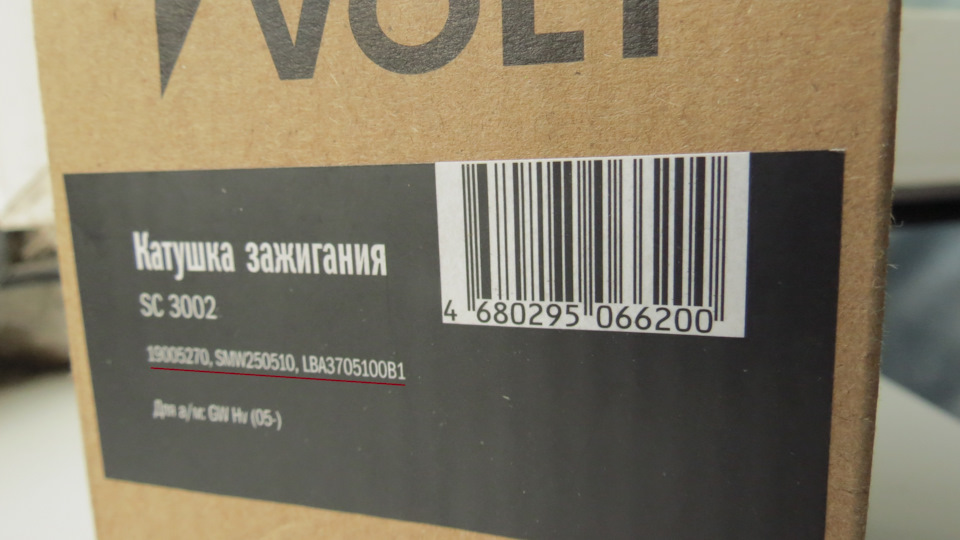 VOLT
Катушка зажигания
SC 3002
19005270, SMW250510, LBA3705100B1
Для а/м: GW Hv (05-)
4 680295 066200